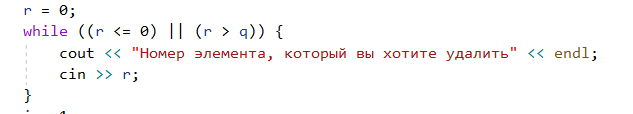 r = 0;
while ((r <= 0) || (r > q)) {
cout << "Номер элемента, который вы хотите удалить" << endl;
cin >> r;
}